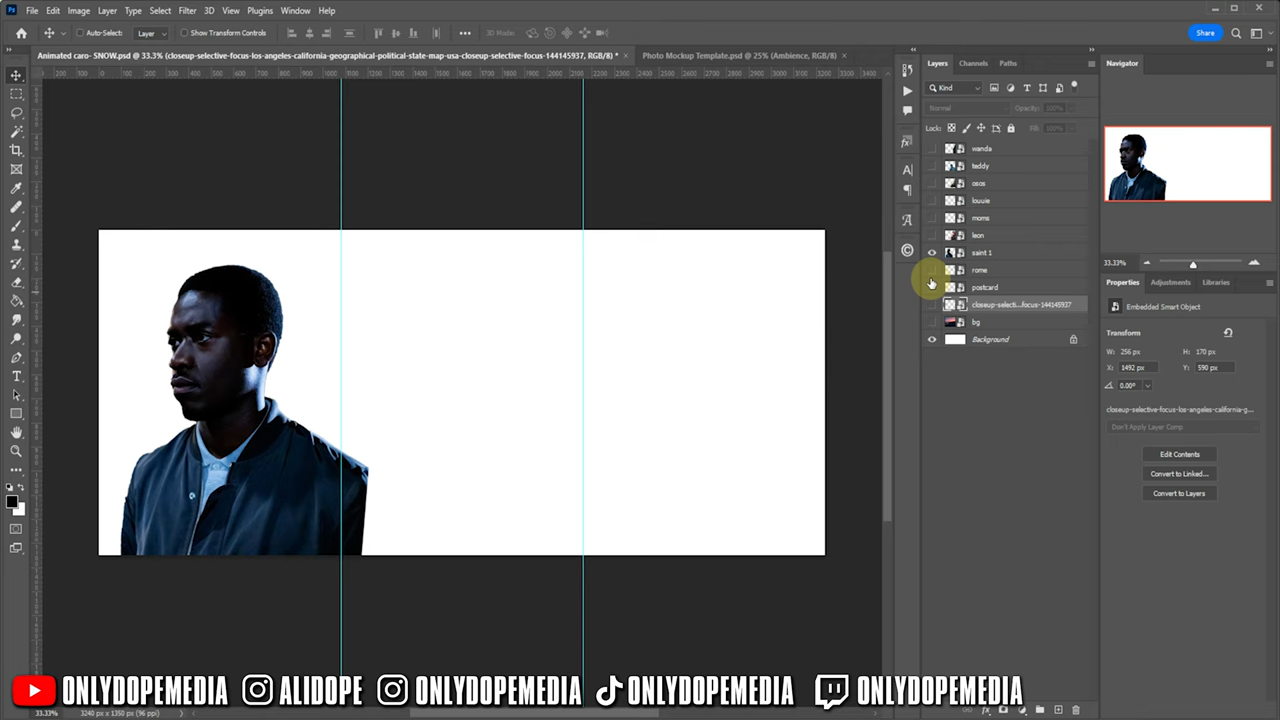 File Edit Image Layer Type Select Filter 3D View Plugins Window Help
Auto-Select: Layer Show Transform Controls 3D Mode: Share
Animated caro- SNOW.psd @ 33.3% (closeup-selective-focus-los-angeles-california-geographical-political-state-map-usa-closeup-selective-focus-144145937, RGB/8) * Photo Mockup Template.psd @ 25% (Ambience, RGB/8)
Layers Channels Paths
Navigator
Kind
Normal Opacity: 100%
Lock: Fill: 100%
wanda
teddy
osos
louuie
moms
leon
saint 1
rome
postcard
closeup-selecti...focus-144145937
bg
Background
33.33%
Properties Adjustments Libraries
Embedded Smart Object
Transform
W: 256 px H: 170 px
X: 1492 px Y: 590 px
0.00°
closeup-selective-focus-los-angeles-california-g...
Don't Apply Layer Comp
Edit Contents
Convert to Linked...
Convert to Layers
ONLYDOPEMEDIA ALIDOPE ONLYDOPEMEDIA ONLYDOPEMEDIA ONLYDOPEMEDIA
33.33% 3240 px x 1350 px (96 ppi)